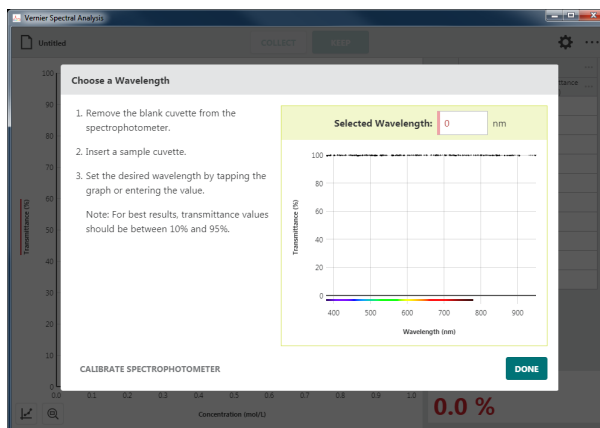 Vernier Spectral Analysis
Untitled
COLLECT
KEEP
Choose a Wavelength
1. Remove the blank cuvette from the
spectrophotometer.
2. Insert a sample cuvette.
3. Set the desired wavelength by tapping the
graph or entering the value.
Note: For best results, transmittance values
should be between 10% and 95%.
Selected Wavelength: 0 nm
Transmittance (%)
100
80
60
40
20
0
400 500 600 700 800 900
Wavelength (nm)
CALIBRATE SPECTROPHOTOMETER
DONE
Transmittance (%)
100
90
80
70
60
50
40
30
20
10
0
0.0 0.1 0.2 0.3 0.4 0.5 0.6 0.7 0.8 0.9 1.0
Concentration (mol/L)
0.0 %